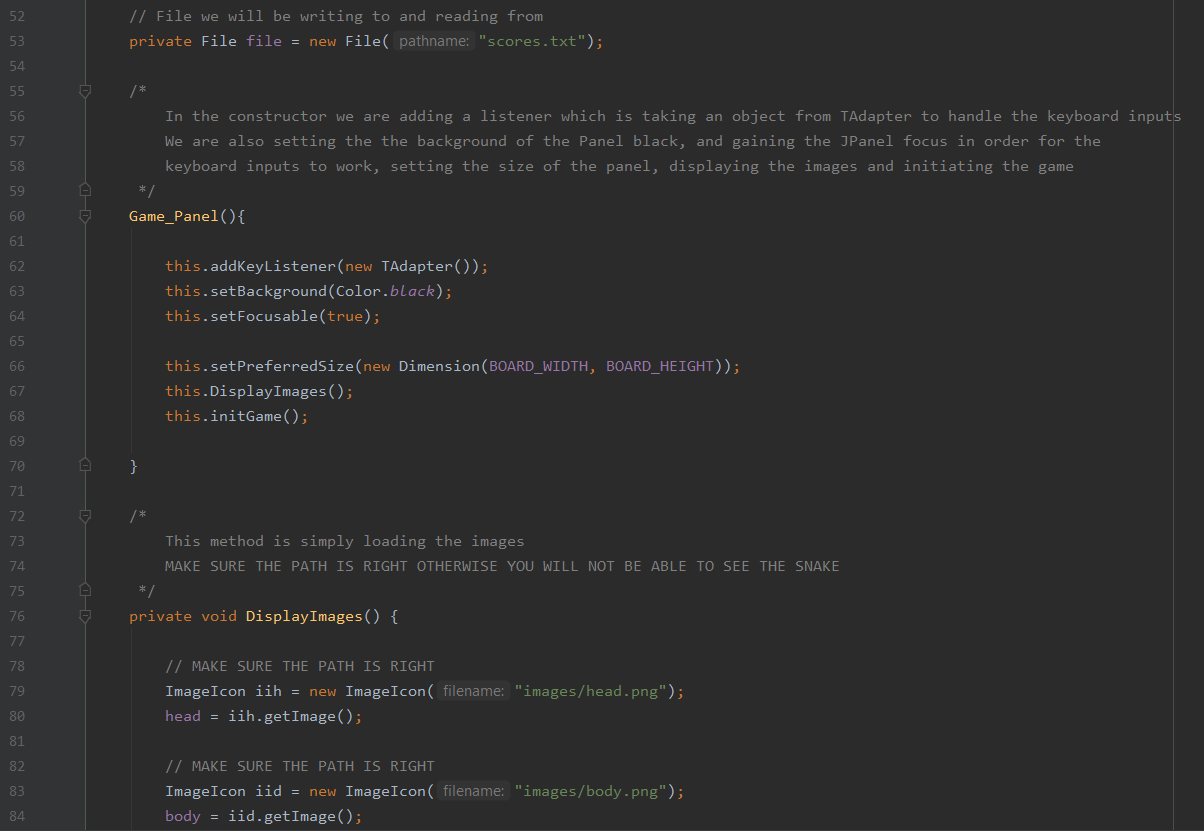 52 // File we will be writing to and reading from
53 private File file = new File( pathname: "scores.txt");
54
55 /*
56 In the constructor we are adding a listener which is taking an object from TAdapter to handle the keyboard inputs
57 We are also setting the the background of the Panel black, and gaining the JPanel focus in order for the
58 keyboard inputs to work, setting the size of the panel, displaying the images and initiating the game
59 */
60 Game_Panel(){
61
62 this.addKeyListener(new TAdapter());
63 this.setBackground(Color.black);
64 this.setFocusable(true);
65
66 this.setPreferredSize(new Dimension(BOARD_WIDTH, BOARD_HEIGHT));
67 this.DisplayImages();
68 this.initGame();
69
70 }
71
72 /*
73 This method is simply loading the images
74 MAKE SURE THE PATH IS RIGHT OTHERWISE YOU WILL NOT BE ABLE TO SEE THE SNAKE
75 */
76 private void DisplayImages() {
77
78 // MAKE SURE THE PATH IS RIGHT
79 ImageIcon iih = new ImageIcon( filename: "images/head.png");
80 head = iih.getImage();
81
82 // MAKE SURE THE PATH IS RIGHT
83 ImageIcon iid = new ImageIcon( filename: "images/body.png");
84 body = iid.getImage();